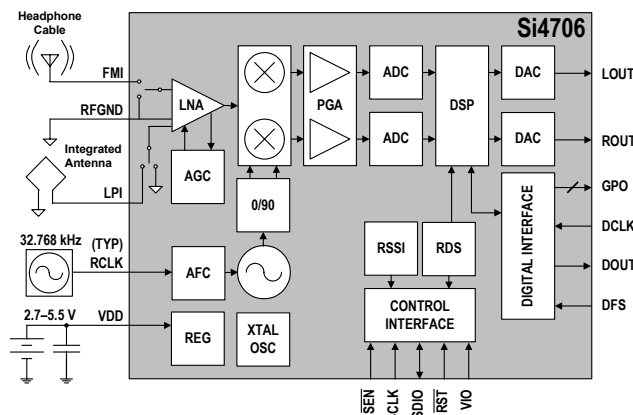 Headphone
Cable
Si4706
FMI
LNA
RFGND
Integrated
Antenna
LPI
AGC
0/90
PGA
ADC
ADC
DSP
DAC
DAC
LOUT
ROUT
GPO
DCLK
DOUT
DFS
DIGITAL INTERFACE
32.768 kHz
(TYP)
RCLK
AFC
RSSI
RDS
CONTROL
INTERFACE
2.7–5.5 V
VDD
REG
XTAL
OSC
SEN
SDIO
RST
VIO